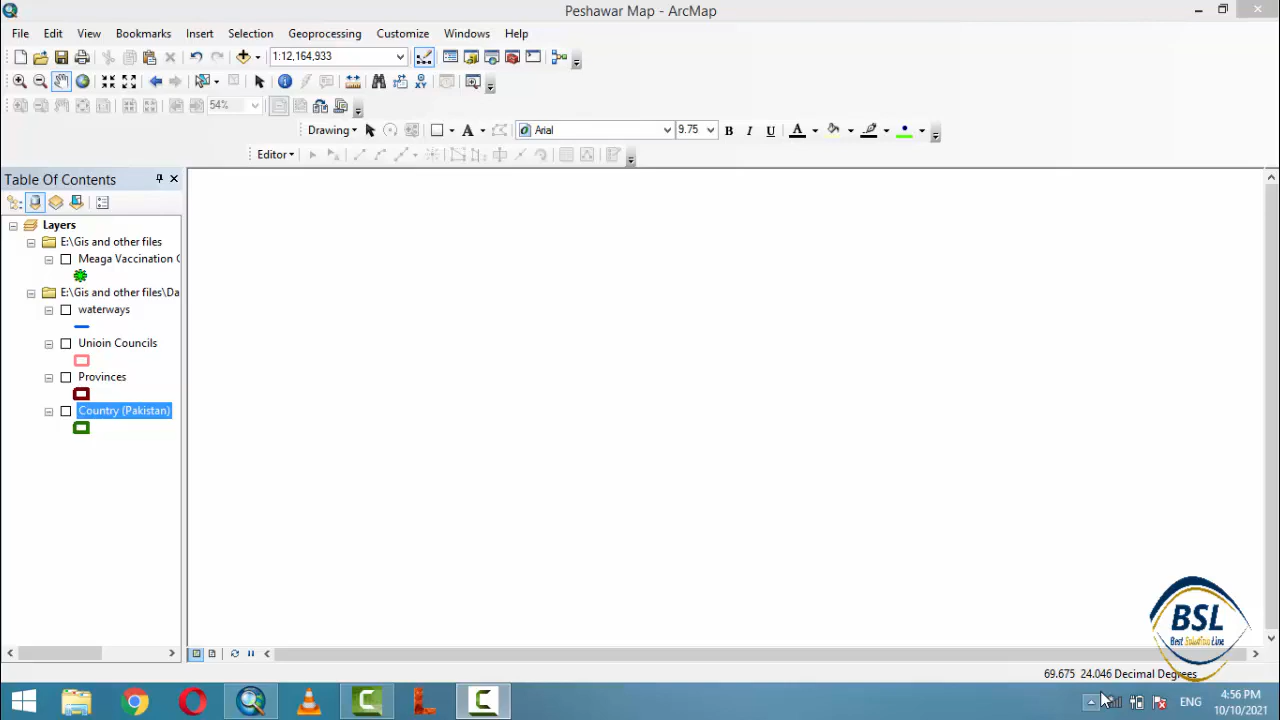 Peshawar Map - ArcMap
File Edit View Bookmarks Insert Selection Geoprocessing Customize Windows Help
1:12,164,933
54%
Drawing Arial 9.75 B I U A
Editor
Table Of Contents
Layers
E:\Gis and other files
Meaga Vaccination C
E:\Gis and other files\Da
waterways
Unioin Councils
Provinces
Country (Pakistan)
BSL
Best Solution Line
69.675 24.046 Decimal Degrees
ENG
4:56 PM
10/10/2021